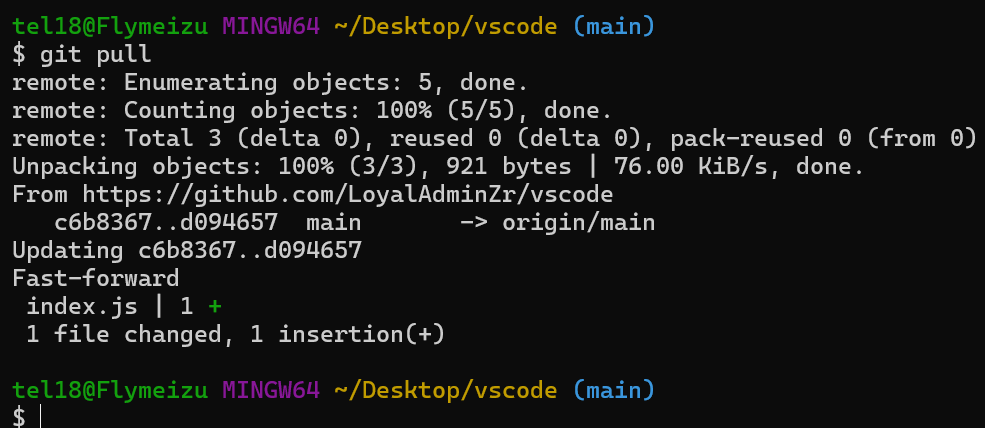 tel18@Flymeizu MINGW64 ~/Desktop/vscode (main)
$ git pull
remote: Enumerating objects: 5, done.
remote: Counting objects: 100% (5/5), done.
remote: Total 3 (delta 0), reused 0 (delta 0), pack-reused 0 (from 0)
Unpacking objects: 100% (3/3), 921 bytes | 76.00 KiB/s, done.
From https://github.com/LoyalAdminZr/vscode
   c6b8367..d094657  main       -> origin/main
Updating c6b8367..d094657
Fast-forward
 index.js | 1 +
 1 file changed, 1 insertion(+)
tel18@Flymeizu MINGW64 ~/Desktop/vscode (main)
$